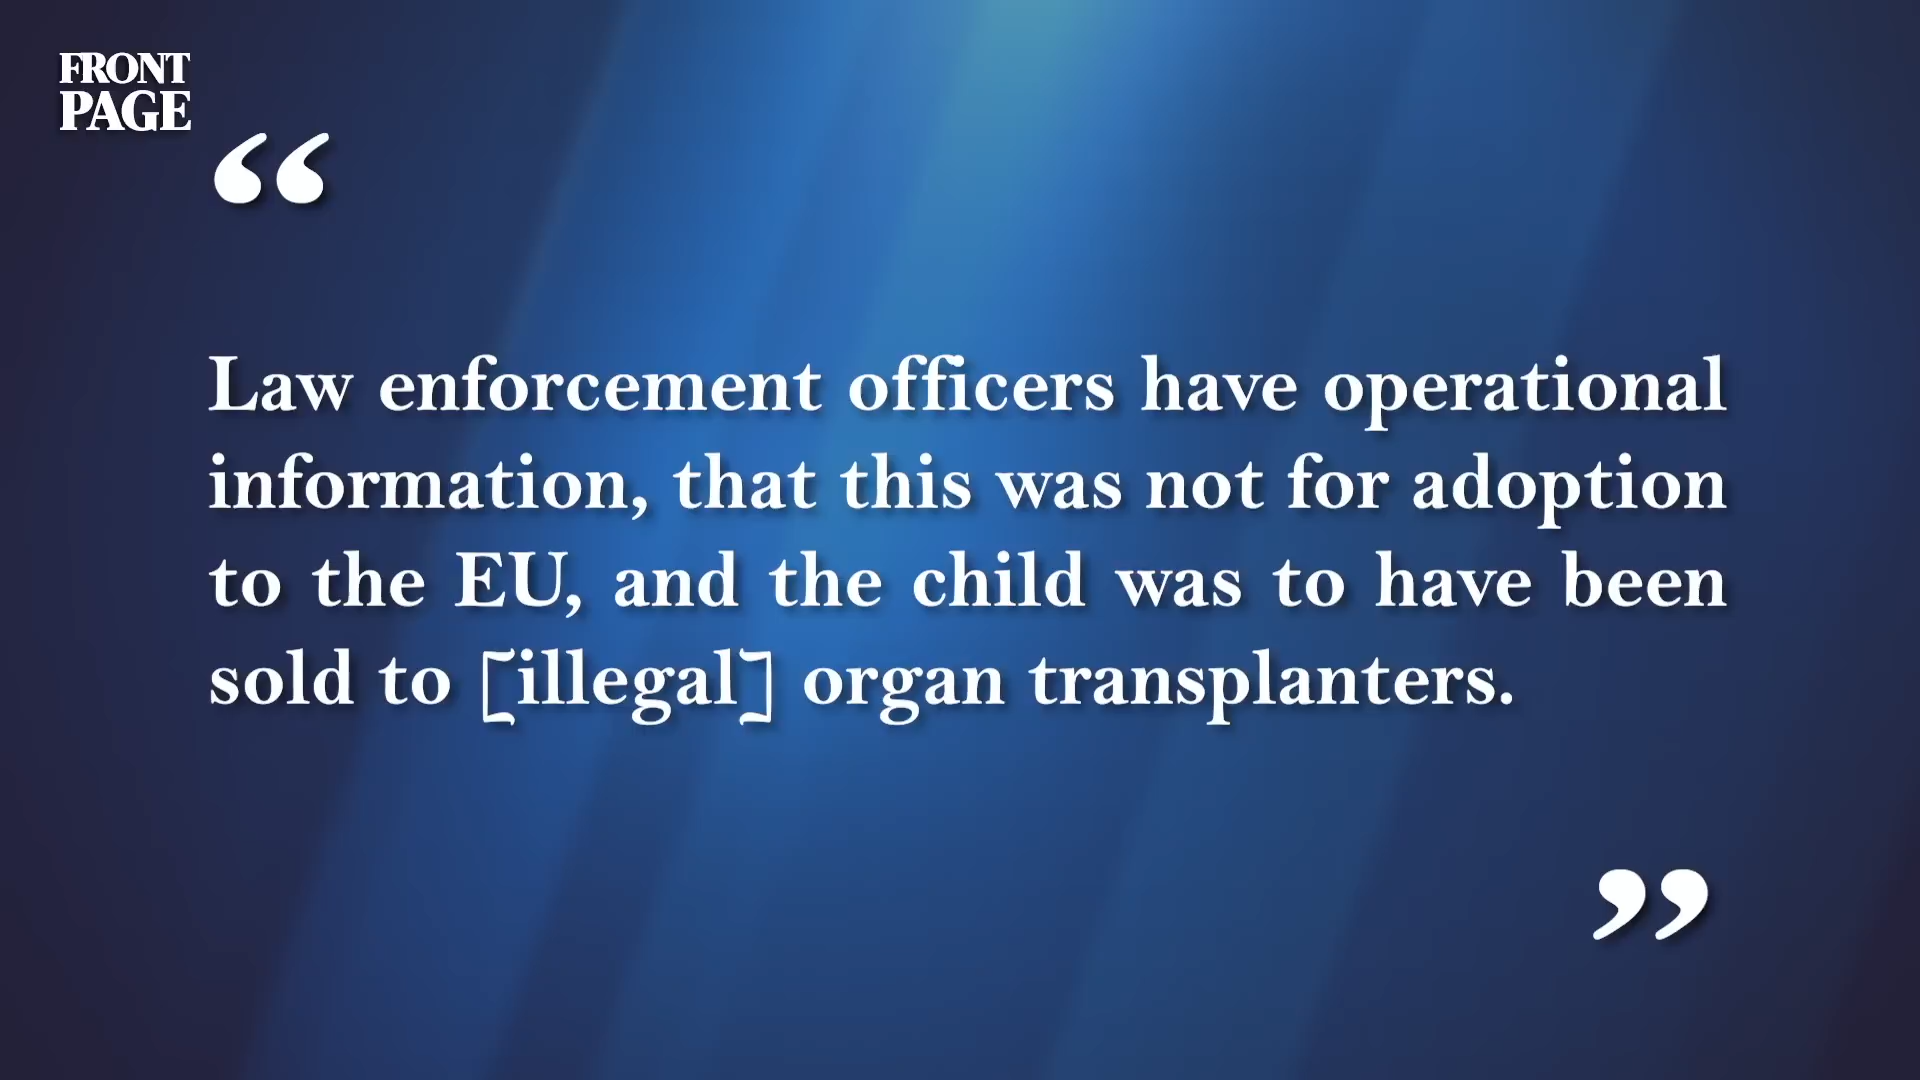 FRONT
PAGE
“
Law enforcement officers have operational
information, that this was not for adoption
to the EU, and the child was to have been
sold to [illegal] organ transplanters.
”